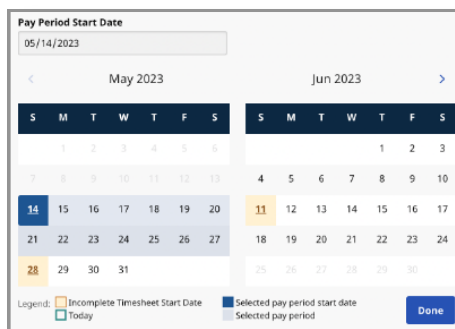 Pay Period Start Date
05/14/2023
< May 2023 Jun 2023 >
S M T W T F S S M T W T F S
1 2 3 4 5 6 1 2 3
7 8 9 10 11 12 13 4 5 6 7 8 9 10
14 15 16 17 18 19 20 11 12 13 14 15 16 17
21 22 23 24 25 26 27 18 19 20 21 22 23 24
28 29 30 31 25 26 27 28 29 30
Legend: Incomplete Timesheet Start Date Selected pay period start date
Today Selected pay period
Done